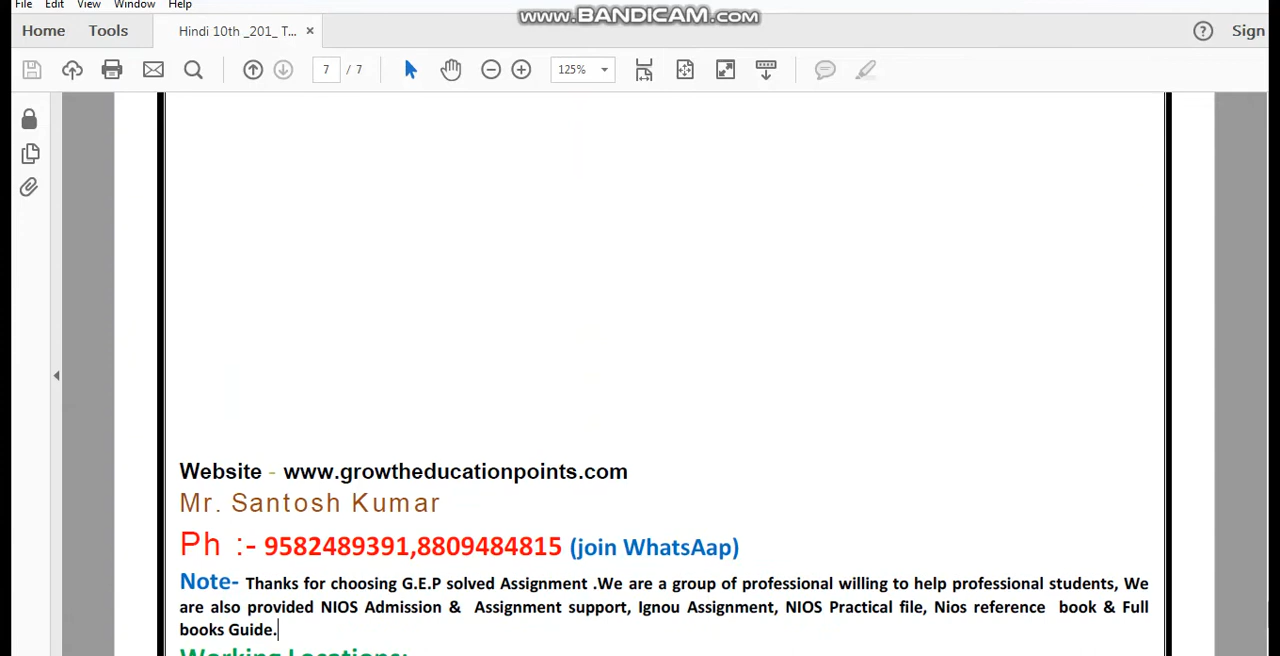 File Edit View Window Help
www.BANDICAM.com
Home Tools Hindi 10th _201_ T... × Sign
7 / 7 125%
Website - www.growtheducationpoints.com
Mr. Santosh Kumar
Ph :- 9582489391,8809484815 (join WhatsAap)
Note- Thanks for choosing G.E.P solved Assignment .We are a group of professional willing to help professional students, We
are also provided NIOS Admission & Assignment support, Ignou Assignment, NIOS Practical file, Nios reference book & Full
books Guide.
Working Locations: